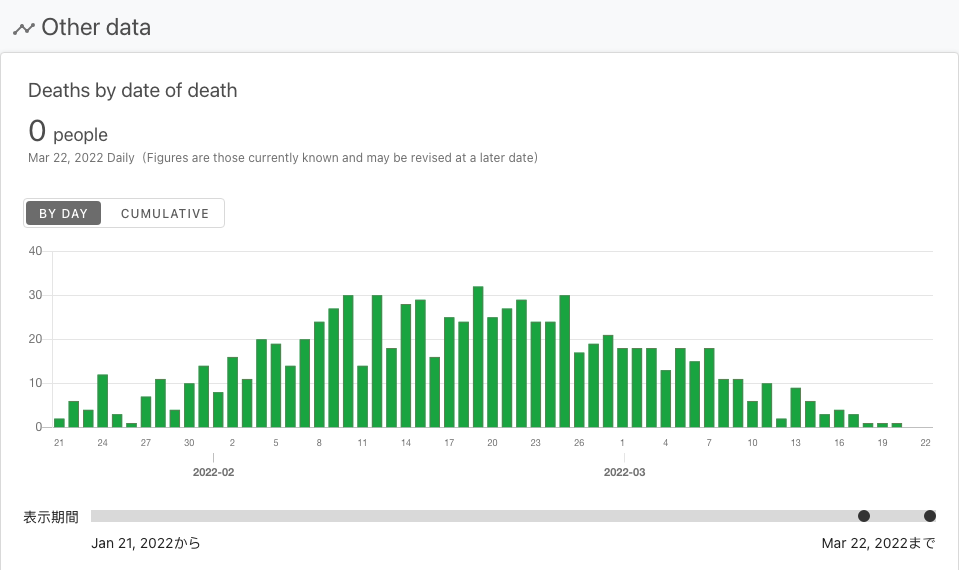 Other data
Deaths by date of death
0 people
Mar 22, 2022 Daily（Figures are those currently known and may be revised at a later date）
BY DAY CUMULATIVE
40
30
20
10
0
21 24 27 30 2 5 8 11 14 17 20 23 26 1 4 7 10 13 16 19 22
2022-02 2022-03
表示期間
Jan 21, 2022から Mar 22, 2022まで